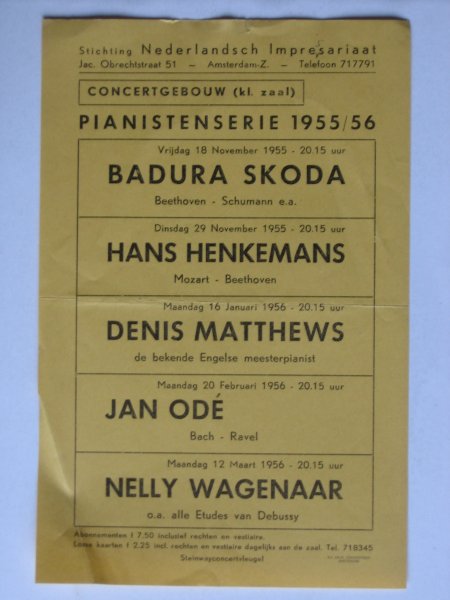 Stichting Nederlandsch Impresariaat
Jac. Obrechtstraat 51 – Amsterdam-Z. – Telefoon 717791
CONCERTGEBOUW (kl. zaal)
PIANISTENSERIE 1955/56
Vrijdag 18 November 1955 - 20.15 uur
BADURA SKODA
Beethoven - Schumann e.a.
Dinsdag 29 November 1955 - 20.15 uur
HANS HENKEMANS
Mozart - Beethoven
Maandag 16 Januari 1956 - 20.15 uur
DENIS MATTHEWS
de bekende Engelse meesterpianist
Maandag 20 Februari 1956 - 20.15 uur
JAN ODÉ
Bach - Ravel
Maandag 12 Maart 1956 - 20.15 uur
NELLY WAGENAAR
o.a. alle Etudes van Debussy
Abonnementen f 7.50 inclusief rechten en vestiaire.
Losse kaarten f 2.25 incl. rechten en vestiaire dagelijks aan de zaal. Tel. 718345
Steinwayconcertvleugel